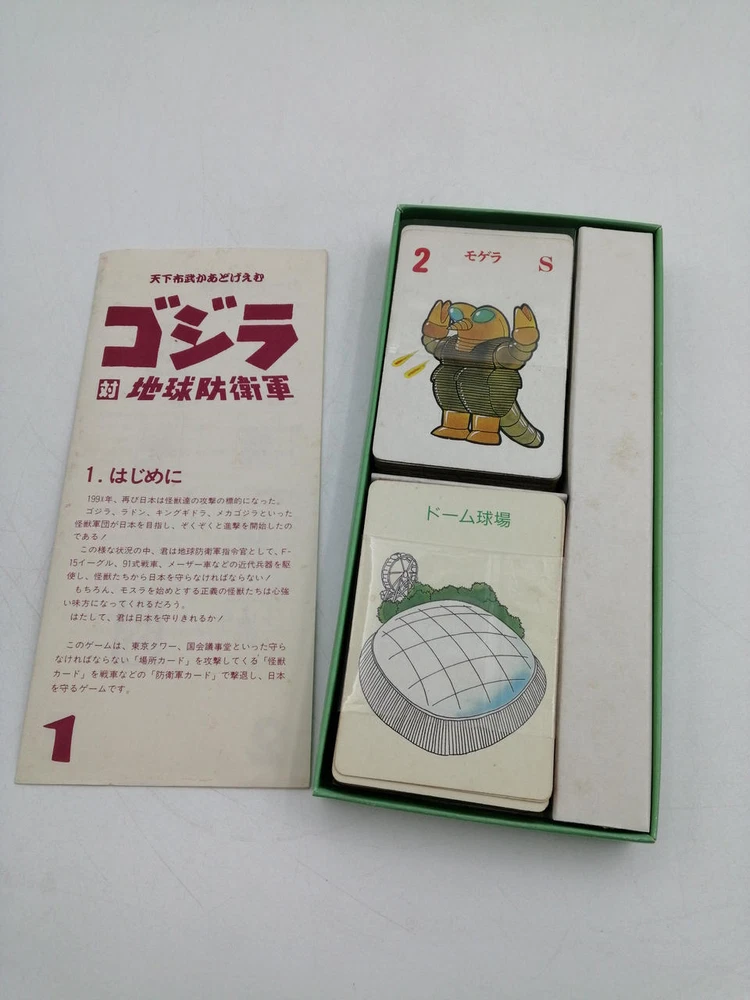 天下布武かあどげえむ
ゴジラ
対 地球防衛軍
1. はじめに
199X年、再び日本は怪獣達の攻撃の標的になった。
ゴジラ、ラドン、キングギドラ、メカゴジラといった
怪獣軍団が日本を目指し、ぞくぞくと進撃を開始したの
である!
この様な状況の中、君は地球防衛軍指令官として、F-
15イーグル、91式戦車、メーザー車などの近代兵器を駆
使し、怪獣たちから日本を守らなければならない!
もちろん、モスラを始めとする正義の怪獣たちは心強
い味方になってくれるだろう。
はたして、君は日本を守りきれるか!
このゲームは、東京タワー、国会議事堂といった守ら
なければならない「場所カード」を攻撃してくる「怪獣
カード」を戦車などの「防衛軍カード」で撃退し、日本
を守るゲームです。
1
2 モゲラ S
ドーム球場